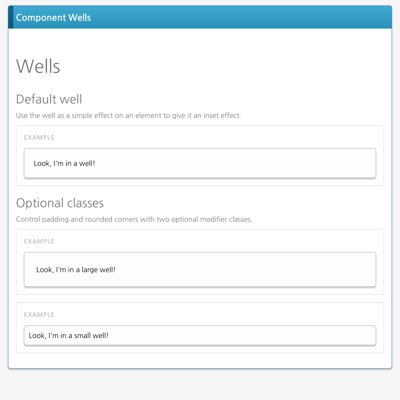 Component Wells
Wells
Default well
Use the well as a simple effect on an element to give it an inset effect.
EXAMPLE
Look, I'm in a well!
Optional classes
Control padding and rounded corners with two optional modifier classes.
EXAMPLE
Look, I'm in a large well!
EXAMPLE
Look, I'm in a small well!